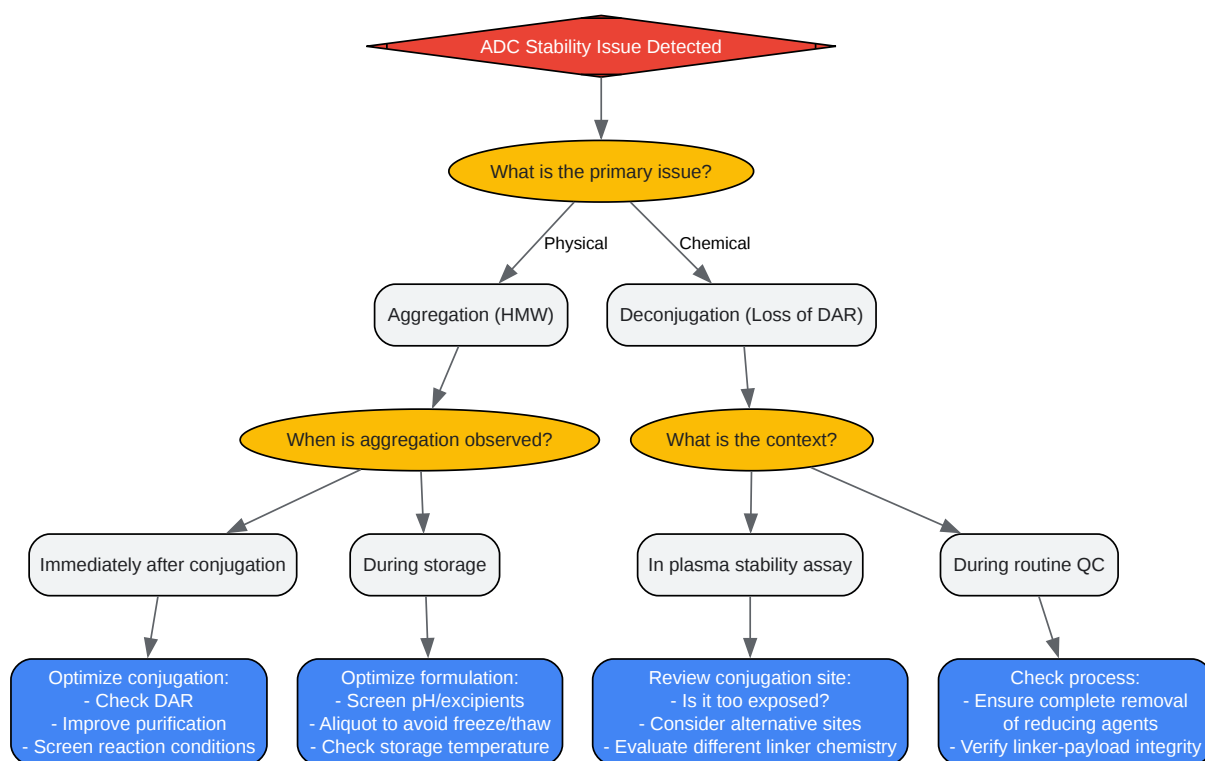 ADC Stability Issue Detected
What is the primary issue?
Physical
Chemical
Aggregation (HMW)
Deconjugation (Loss of DAR)
When is aggregation observed?
What is the context?
Immediately after conjugation
During storage
In plasma stability assay
During routine QC
Optimize conjugation:
- Check DAR
- Improve purification
- Screen reaction conditions
Optimize formulation:
- Screen pH/excipients
- Aliquot to avoid freeze/thaw
- Check storage temperature
Review conjugation site:
- Is it too exposed?
- Consider alternative sites
- Evaluate different linker chemistry
Check process:
- Ensure complete removal
of reducing agents
- Verify linker-payload integrity